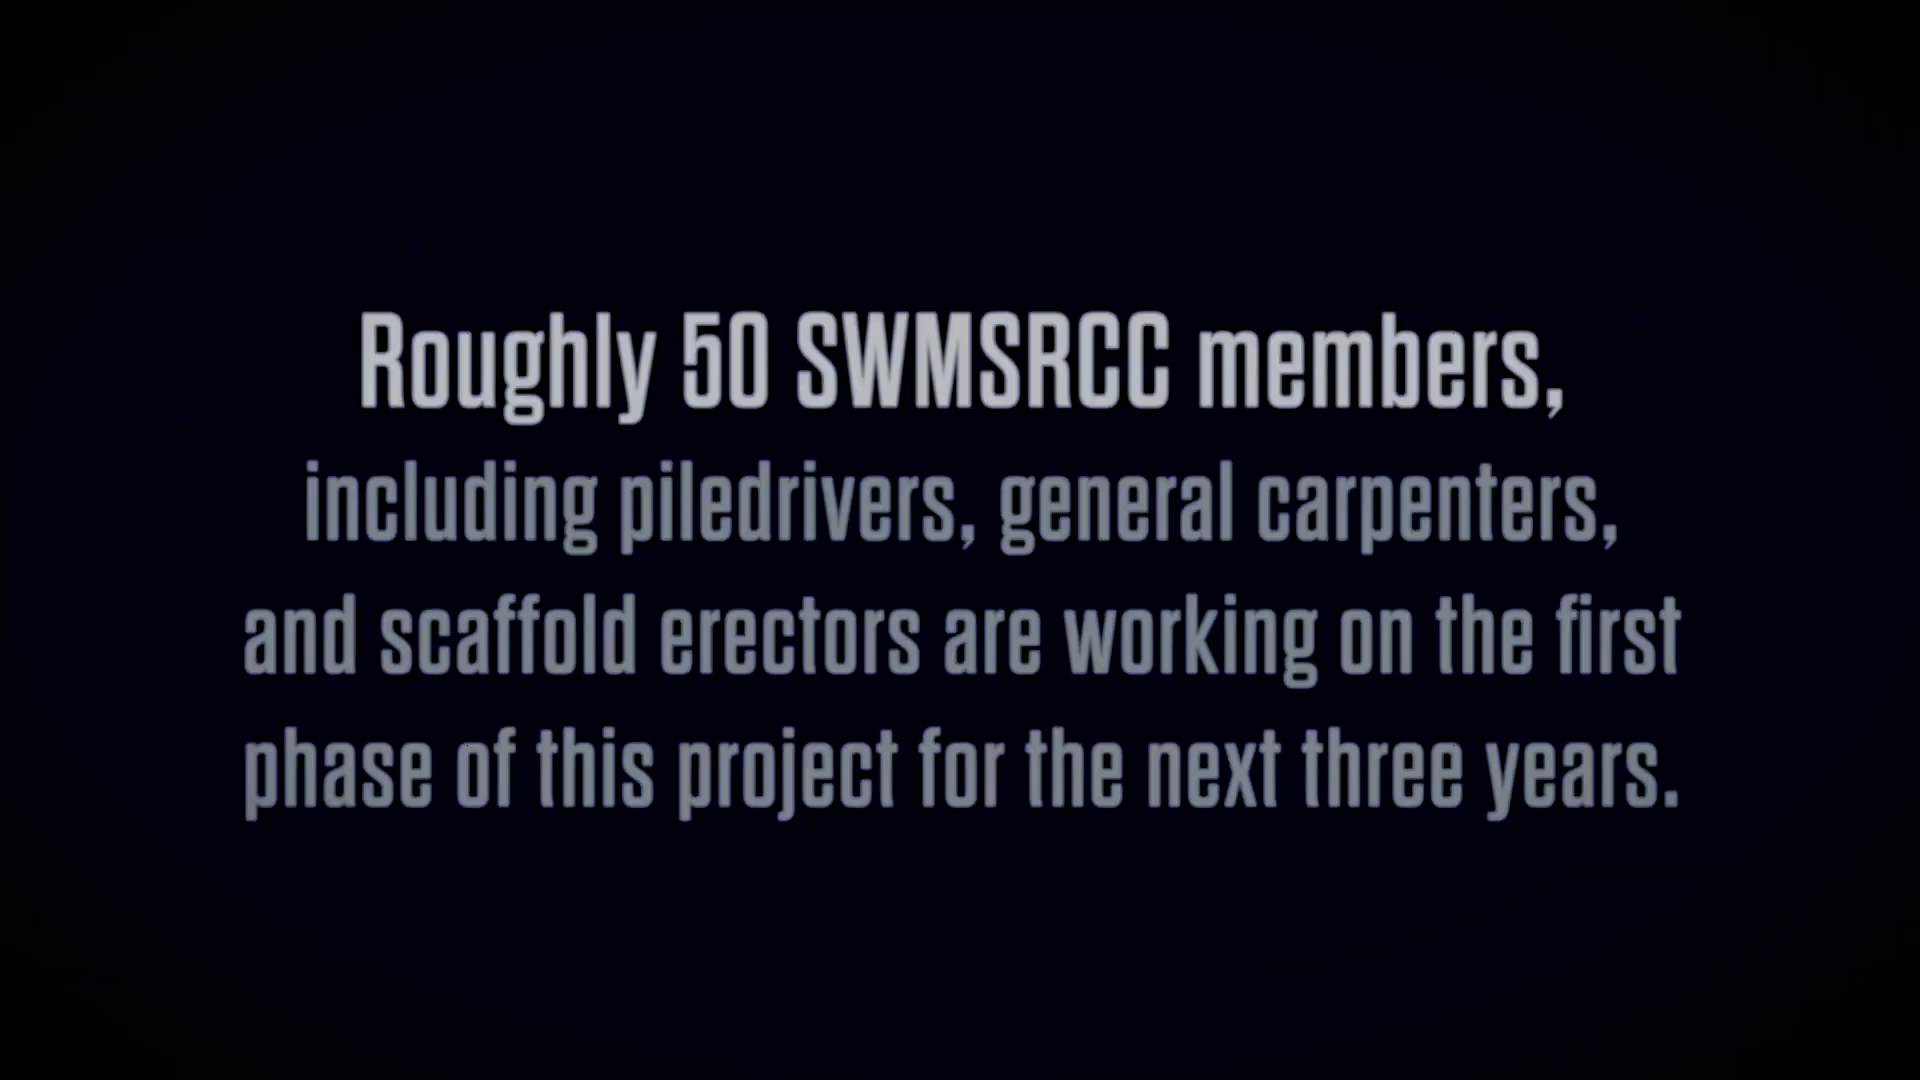 Roughly 50 SWMSRCC members,
including piledrivers, general carpenters,
and scaffold erectors are working on the first
phase of this project for the next three years.